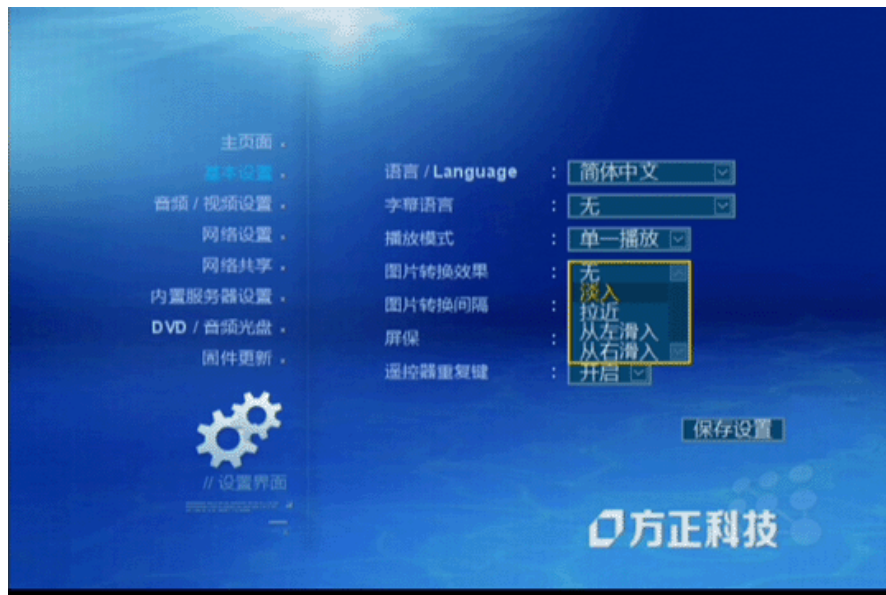 主页面
基本设置
音频 / 视频设置
网络设置
网络共享
内置服务器设置
DVD / 音频光盘
固件更新
// 设置界面
语言 / Language : 简体中文
字幕语言 : 无
播放模式 : 单一播放
图片转换效果 : 无
淡入
拉近
从左滑入
从右滑入
图片转换间隔 :
屏保 :
遥控器重复键 : 开启
保存设置
方正科技